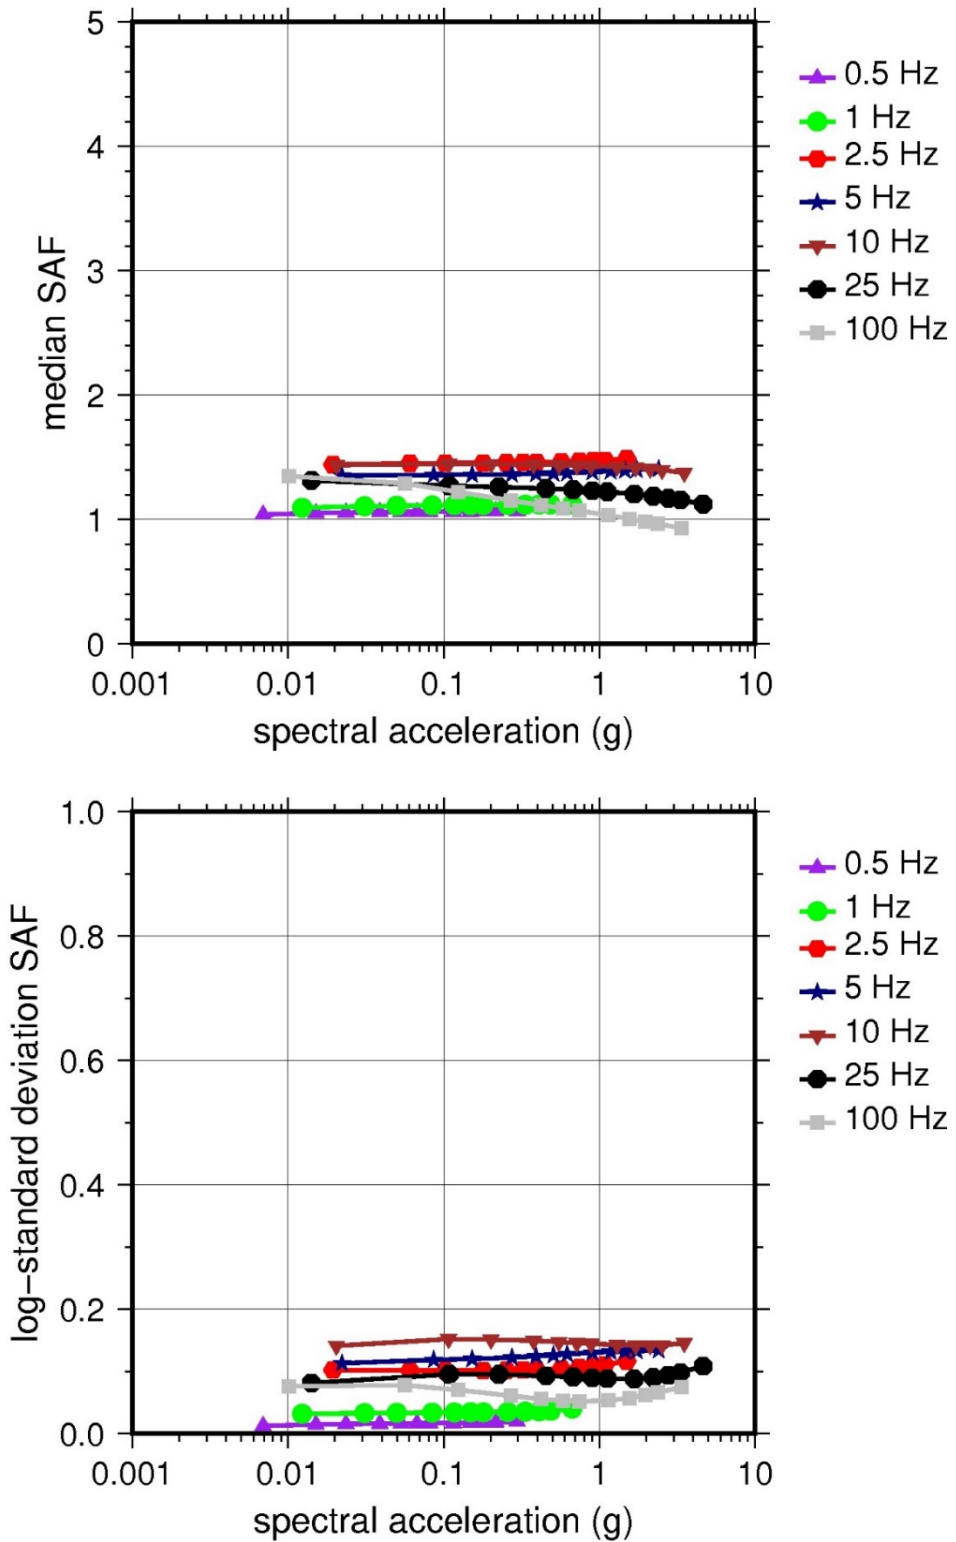 5
4
3
2
1
0
median SAF
0.001 0.01 0.1 1 10
spectral acceleration (g)
0.5 Hz
1 Hz
2.5 Hz
5 Hz
10 Hz
25 Hz
100 Hz
1.0
0.8
0.6
0.4
0.2
0.0
log−standard deviation SAF
0.001 0.01 0.1 1 10
spectral acceleration (g)
0.5 Hz
1 Hz
2.5 Hz
5 Hz
10 Hz
25 Hz
100 Hz